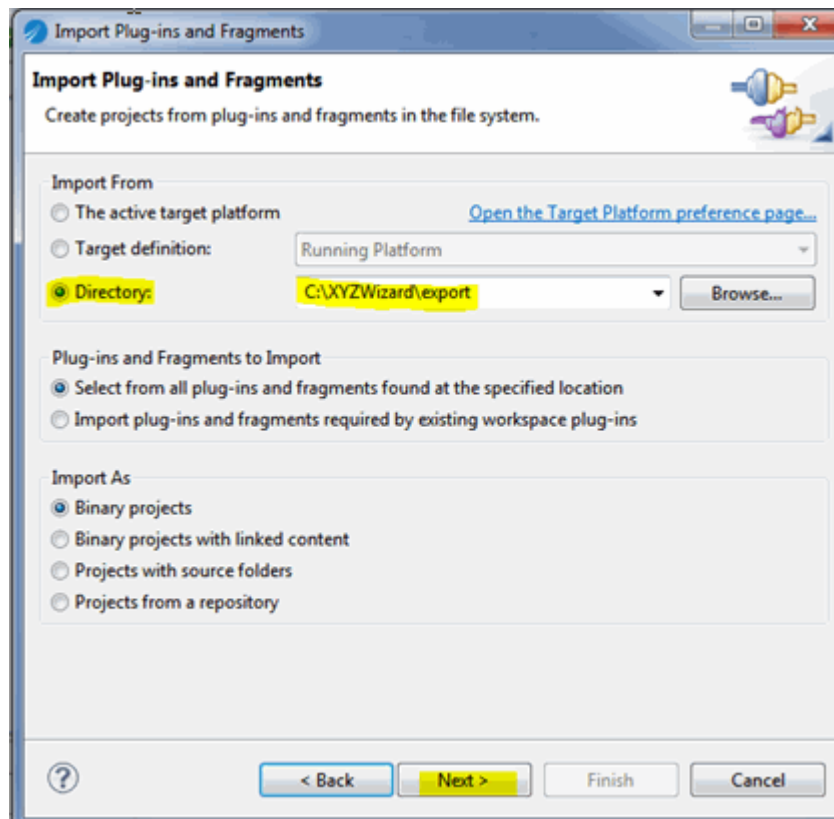 Import Plug-ins and Fragments
Import Plug-ins and Fragments
Create projects from plug-ins and fragments in the file system.
Import From
The active target platform Open the Target Platform preference page...
Target definition: Running Platform
Directory: C:\XYZWizard\export Browse...
Plug-ins and Fragments to Import
Select from all plug-ins and fragments found at the specified location
Import plug-ins and fragments required by existing workspace plug-ins
Import As
Binary projects
Binary projects with linked content
Projects with source folders
Projects from a repository
? < Back Next > Finish Cancel